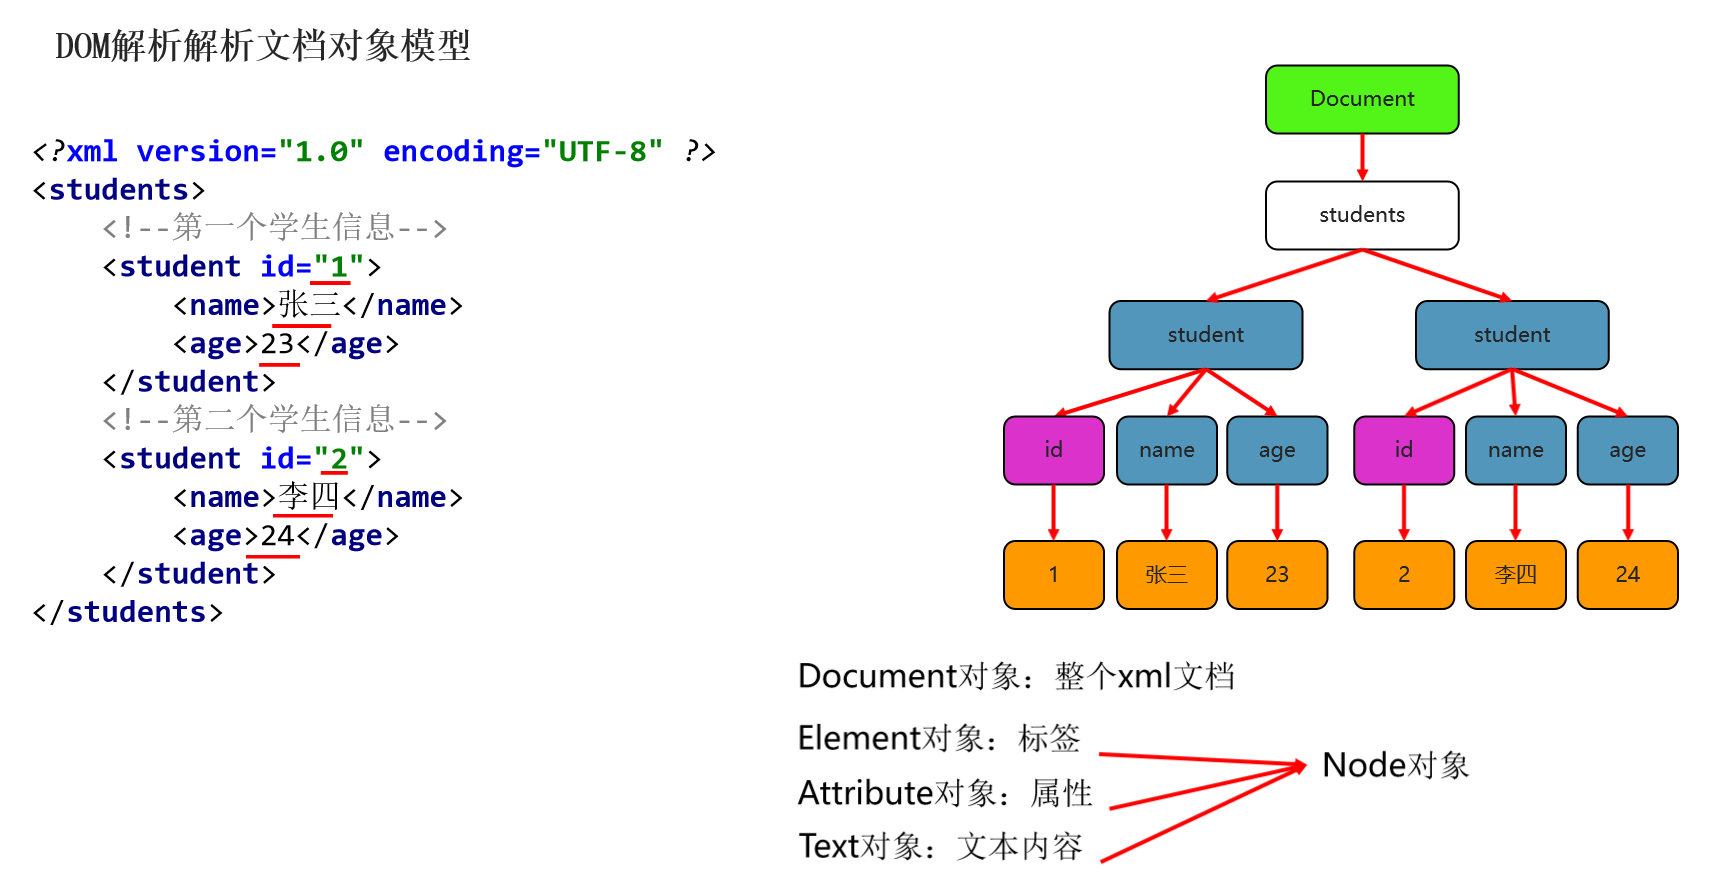 DOM解析解析文档对象模型
<?xml version="1.0" encoding="UTF-8" ?>
<students>
    <!--第一个学生信息-->
    <student id="1">
        <name>张三</name>
        <age>23</age>
    </student>
    <!--第二个学生信息-->
    <student id="2">
        <name>李四</name>
        <age>24</age>
    </student>
</students>
Document
students
student student
id name age id name age
1 张三 23 2 李四 24
Document对象：整个xml文档
Element对象：标签
Attribute对象：属性
Text对象：文本内容
Node对象